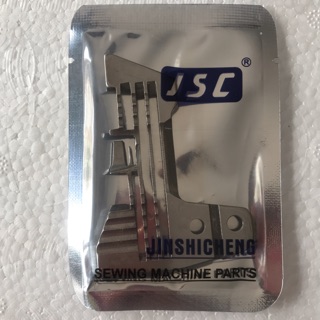 JSC ®
JINSHICHENG
SEWING MACHINE PARTS